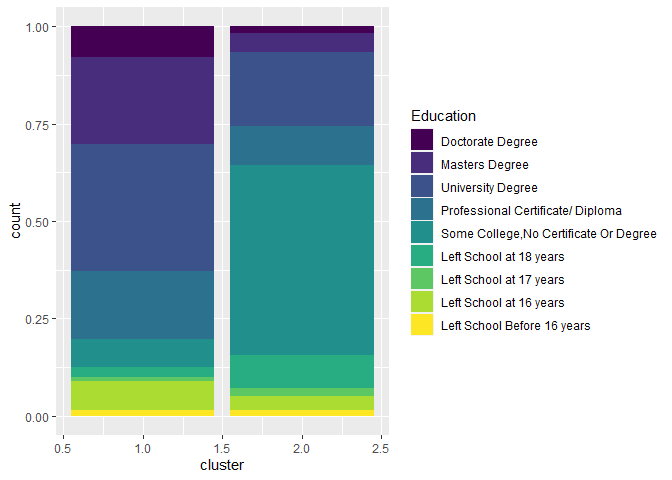 1.00
0.75
0.50
0.25
0.00
count
0.5
1.0
1.5
2.0
2.5
cluster
Education
Doctorate Degree
Masters Degree
University Degree
Professional Certificate/ Diploma
Some College,No Certificate Or Degree
Left School at 18 years
Left School at 17 years
Left School at 16 years
Left School Before 16 years